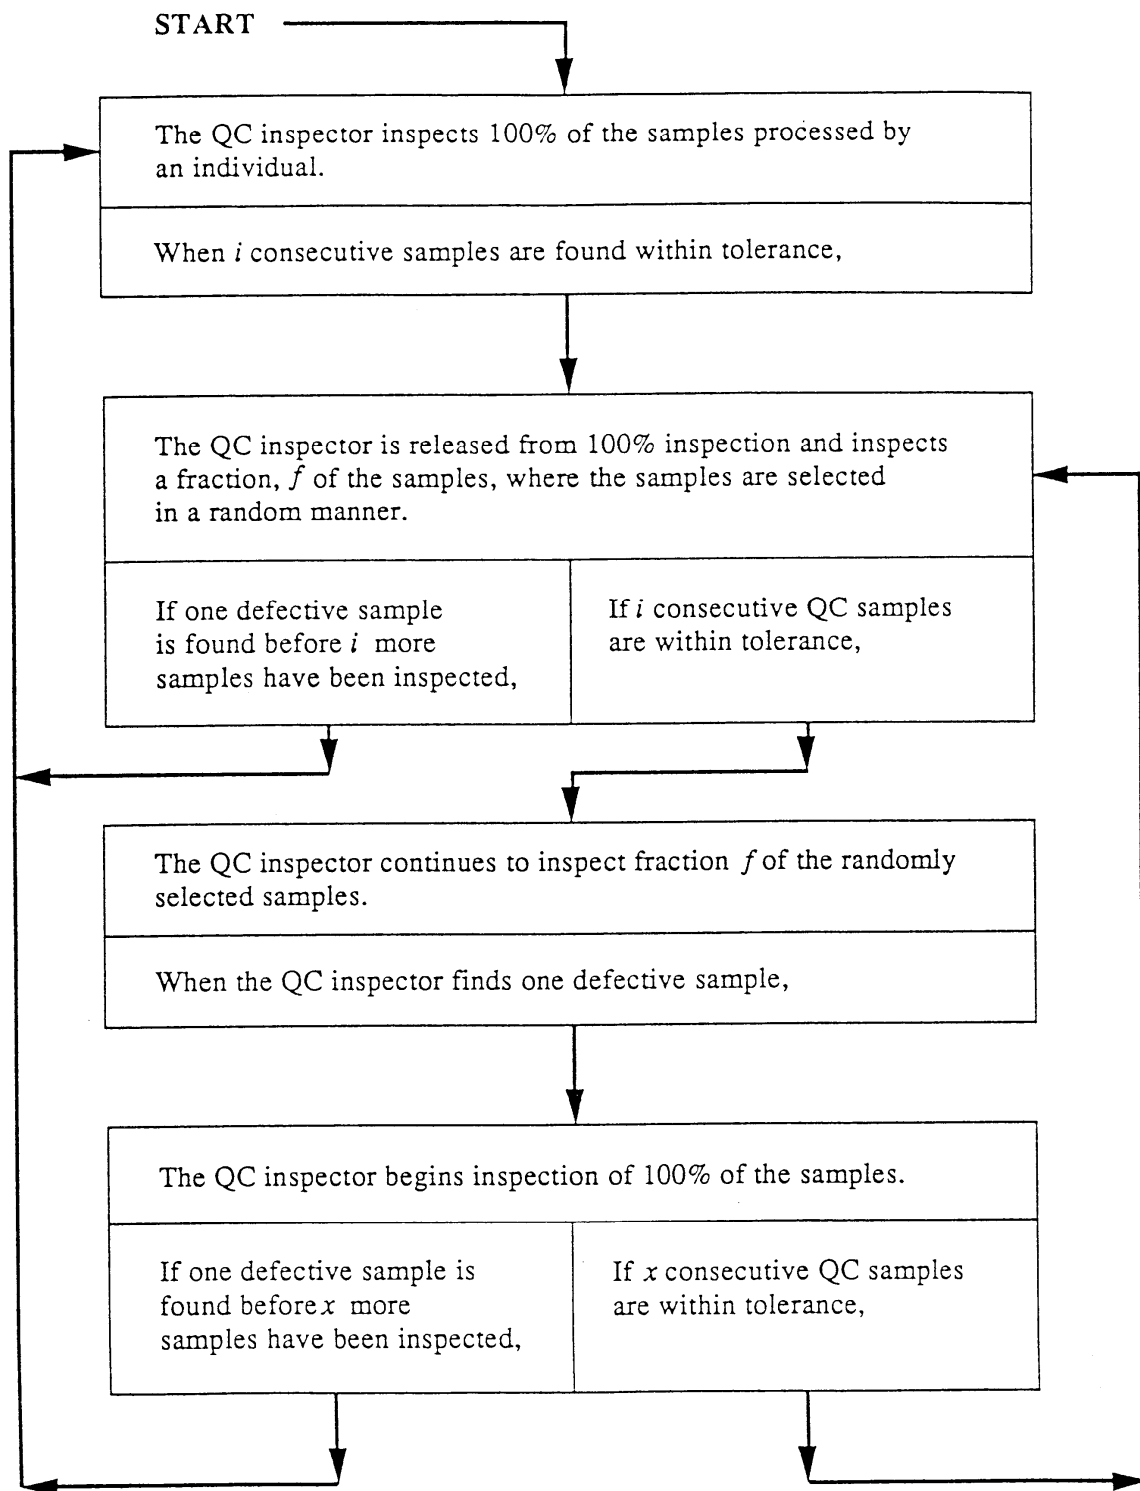 START
The QC inspector inspects 100% of the samples processed by
an individual.
When i consecutive samples are found within tolerance,
The QC inspector is released from 100% inspection and inspects
a fraction, f of the samples, where the samples are selected
in a random manner.
If one defective sample
is found before i more
samples have been inspected,
If i consecutive QC samples
are within tolerance,
The QC inspector continues to inspect fraction f of the randomly
selected samples.
When the QC inspector finds one defective sample,
The QC inspector begins inspection of 100% of the samples.
If one defective sample is
found before x more
samples have been inspected,
If x consecutive QC samples
are within tolerance,